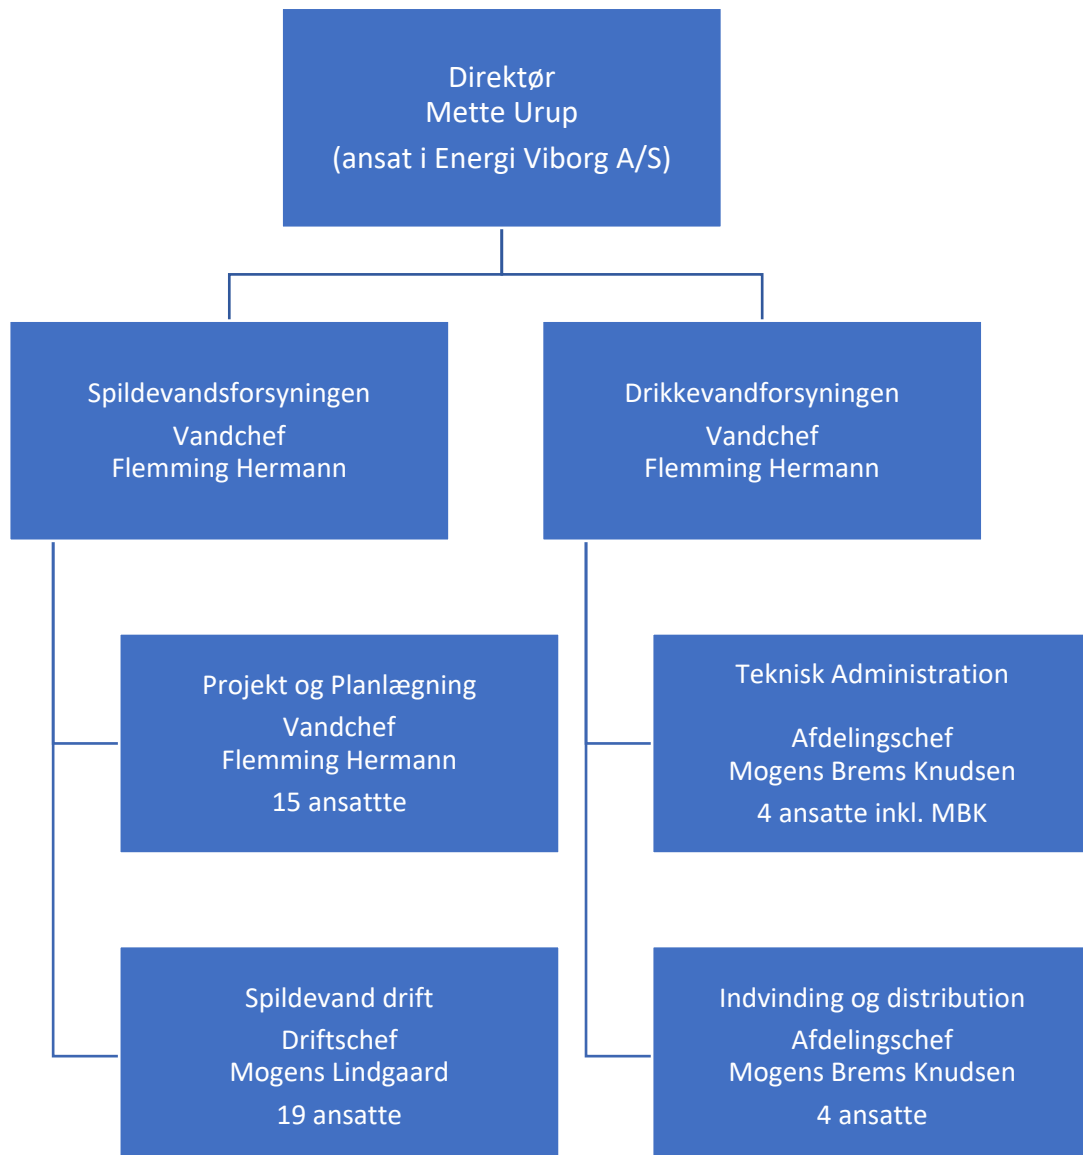 Direktør
Mette Urup
(ansat i Energi Viborg A/S)
Spildevandsforsyningen
Vandchef
Flemming Hermann
Drikkevandforsyningen
Vandchef
Flemming Hermann
Projekt og Planlægning
Vandchef
Flemming Hermann
15 ansattte
Teknisk Administration
Afdelingschef
Mogens Brems Knudsen
4 ansatte inkl. MBK
Spildevand drift
Driftschef
Mogens Lindgaard
19 ansatte
Indvinding og distribution
Afdelingschef
Mogens Brems Knudsen
4 ansatte